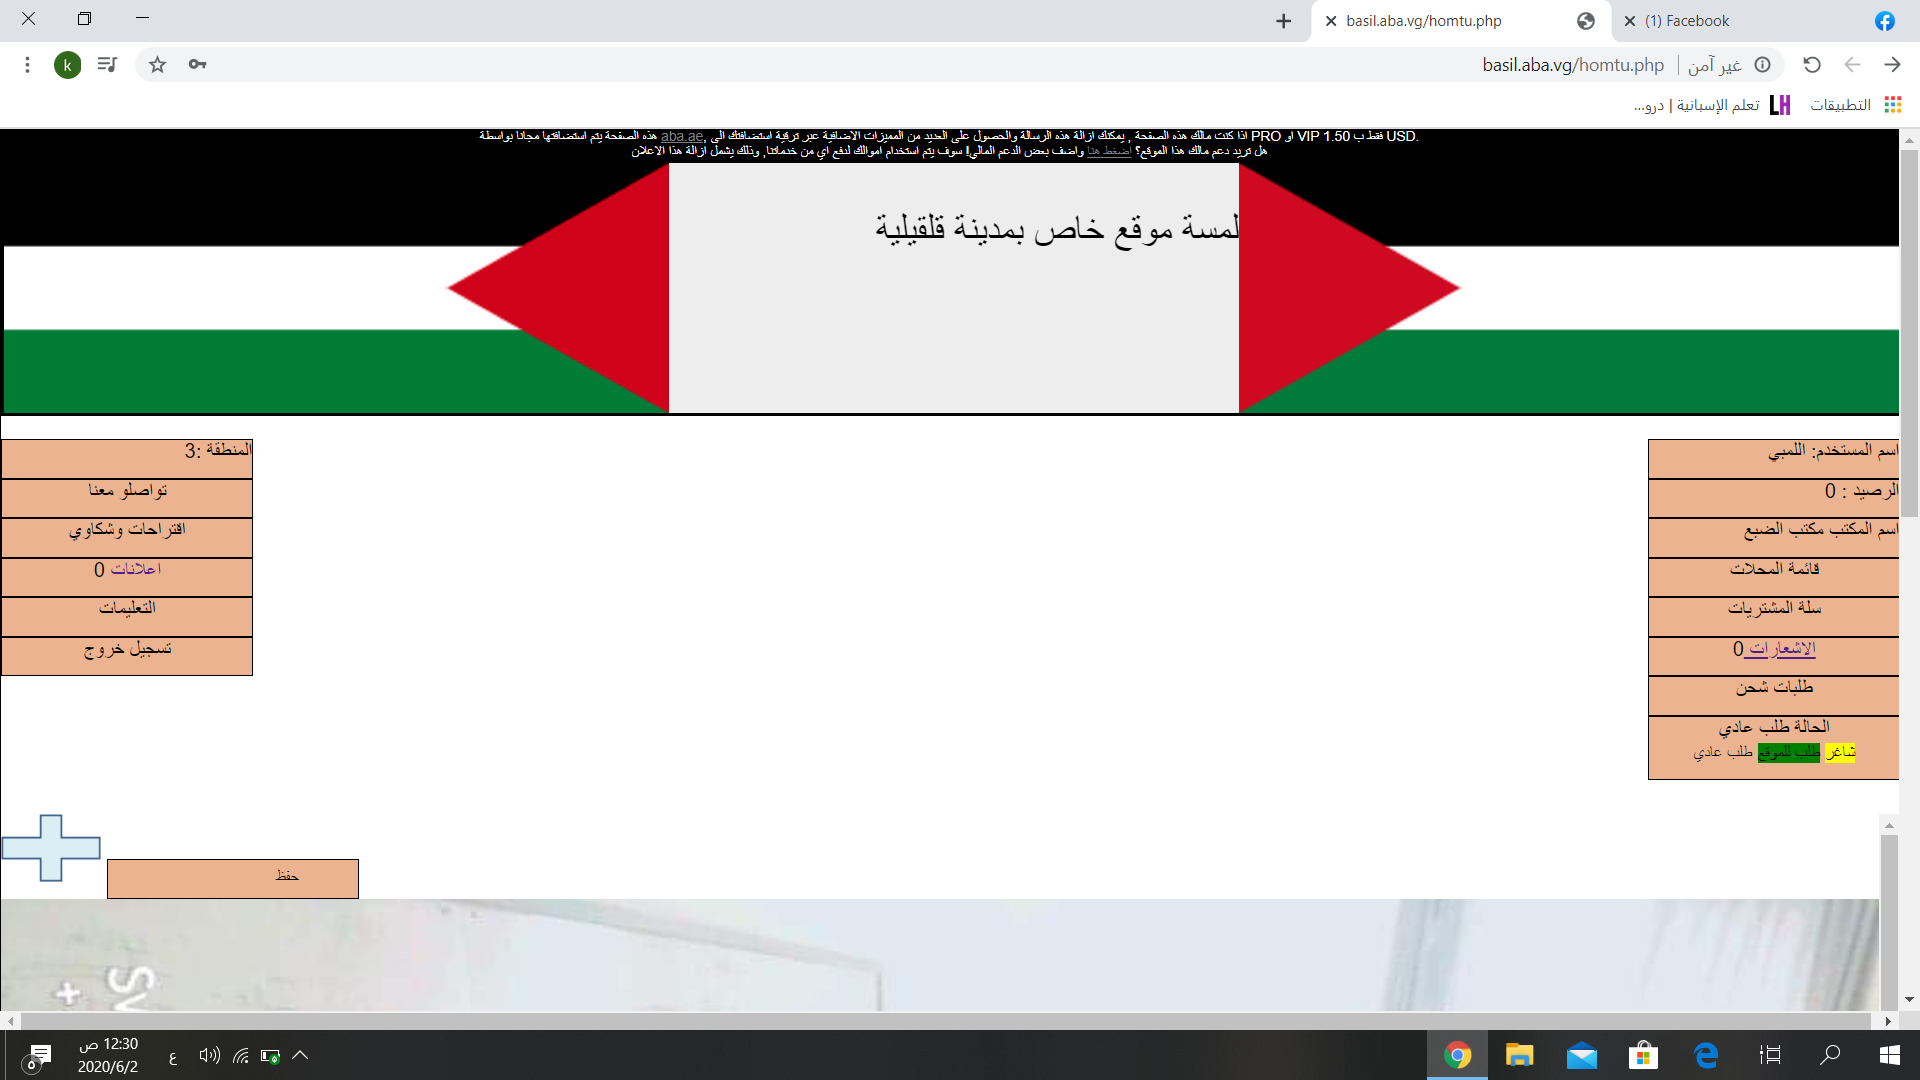 (1) Facebook
basil.aba.vg/homtu.php
basil.aba.vg/homtu.php
غير آمن
k
التطبيقات
تعلم الإسبانية | درو...
هذه الصفحة يتم استضافتها مجانا بواسطة aba.ae, اذا كنت مالك هذه الصفحة , يمكنك ازالة هذه الرسالة والحصول على العديد من المميزات الاضافية عبر ترقية استضافتك الى PRO او VIP فقط ب 1.50 USD.
هل تريد دعم مالك هذا الموقع؟ اضغط هنا واضف بعض الدعم المالي! سوف يتم استخدام اموالك لدفع اي من خدماتنا, وذلك يشمل ازالة هذا الاعلان
لمسة موقع خاص بمدينة قلقيلية
اسم المستخدم: اللمبي
الرصيد : 0
اسم المكتب مكتب الضبع
قائمة المحلات
سلة المشتريات
الاشعارات 0
طلبات شحن
الحالة طلب عادي
شاغر طلب للموقع طلب عادي
المنطقة :3
تواصلو معنا
اقتراحات وشكاوي
اعلانات 0
التعليمات
تسجيل خروج
حفظ
Sv
+
ع
12:30 ص
2020/6/2
٥